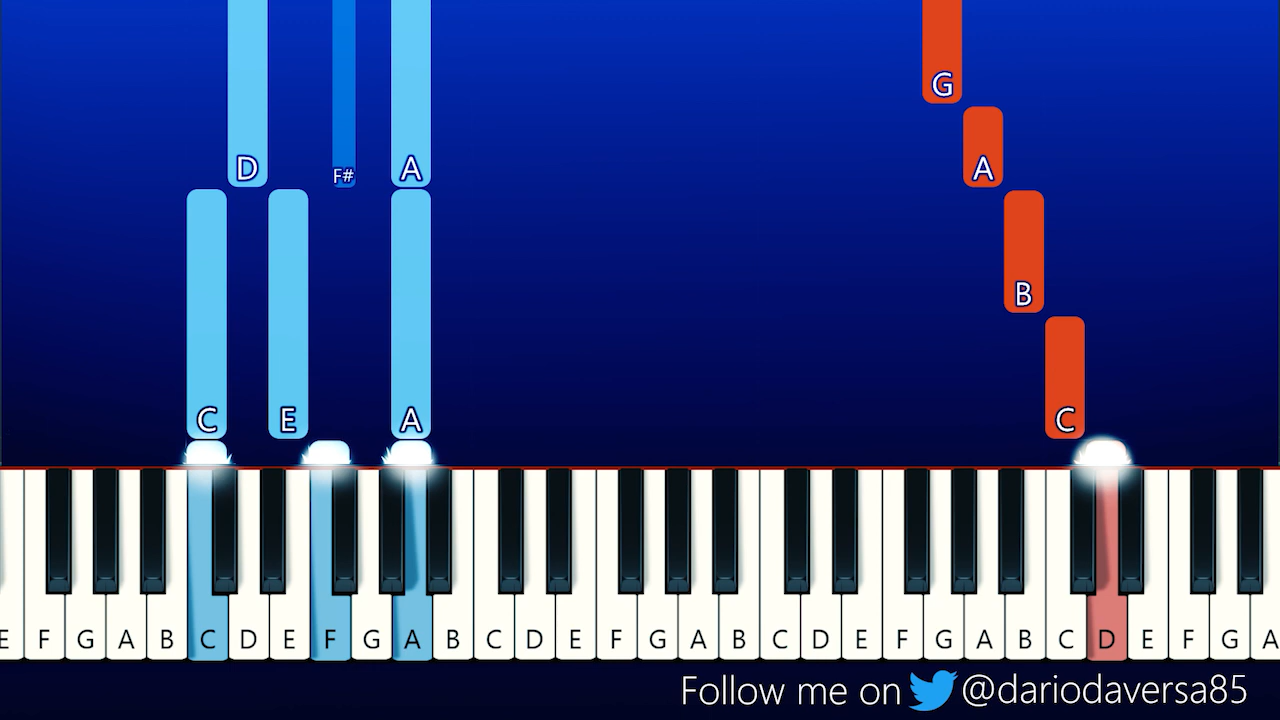 G
D F# A A
B
C E A C
E F G A B C D E F G A B C D E F G A B C D E F G A B C D E F G A
Follow me on @dariodaversa85